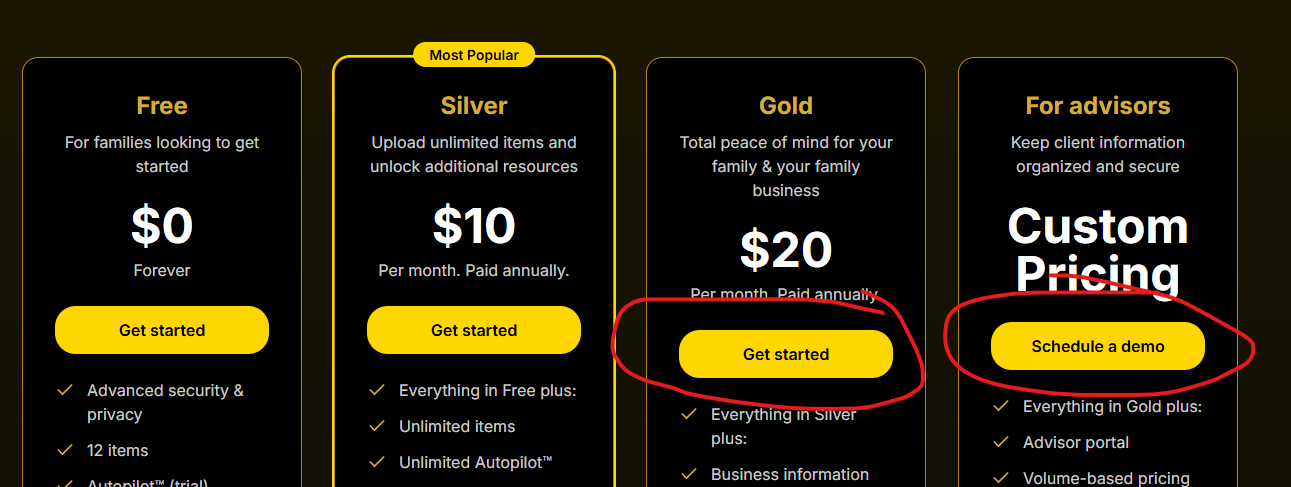 Most Popular
Free
For families looking to get
started
$0
Forever
Get started
Advanced security &
privacy
12 items
Autopilot™ (trial)
Silver
Upload unlimited items and
unlock additional resources
$10
Per month. Paid annually.
Get started
Everything in Free plus:
Unlimited items
Unlimited Autopilot™
Gold
Total peace of mind for your
family & your family
business
$20
Per month. Paid annually.
Get started
Everything in Silver
plus:
Business information
For advisors
Keep client information
organized and secure
Custom
Pricing
Schedule a demo
Everything in Gold plus:
Advisor portal
Volume-based pricing